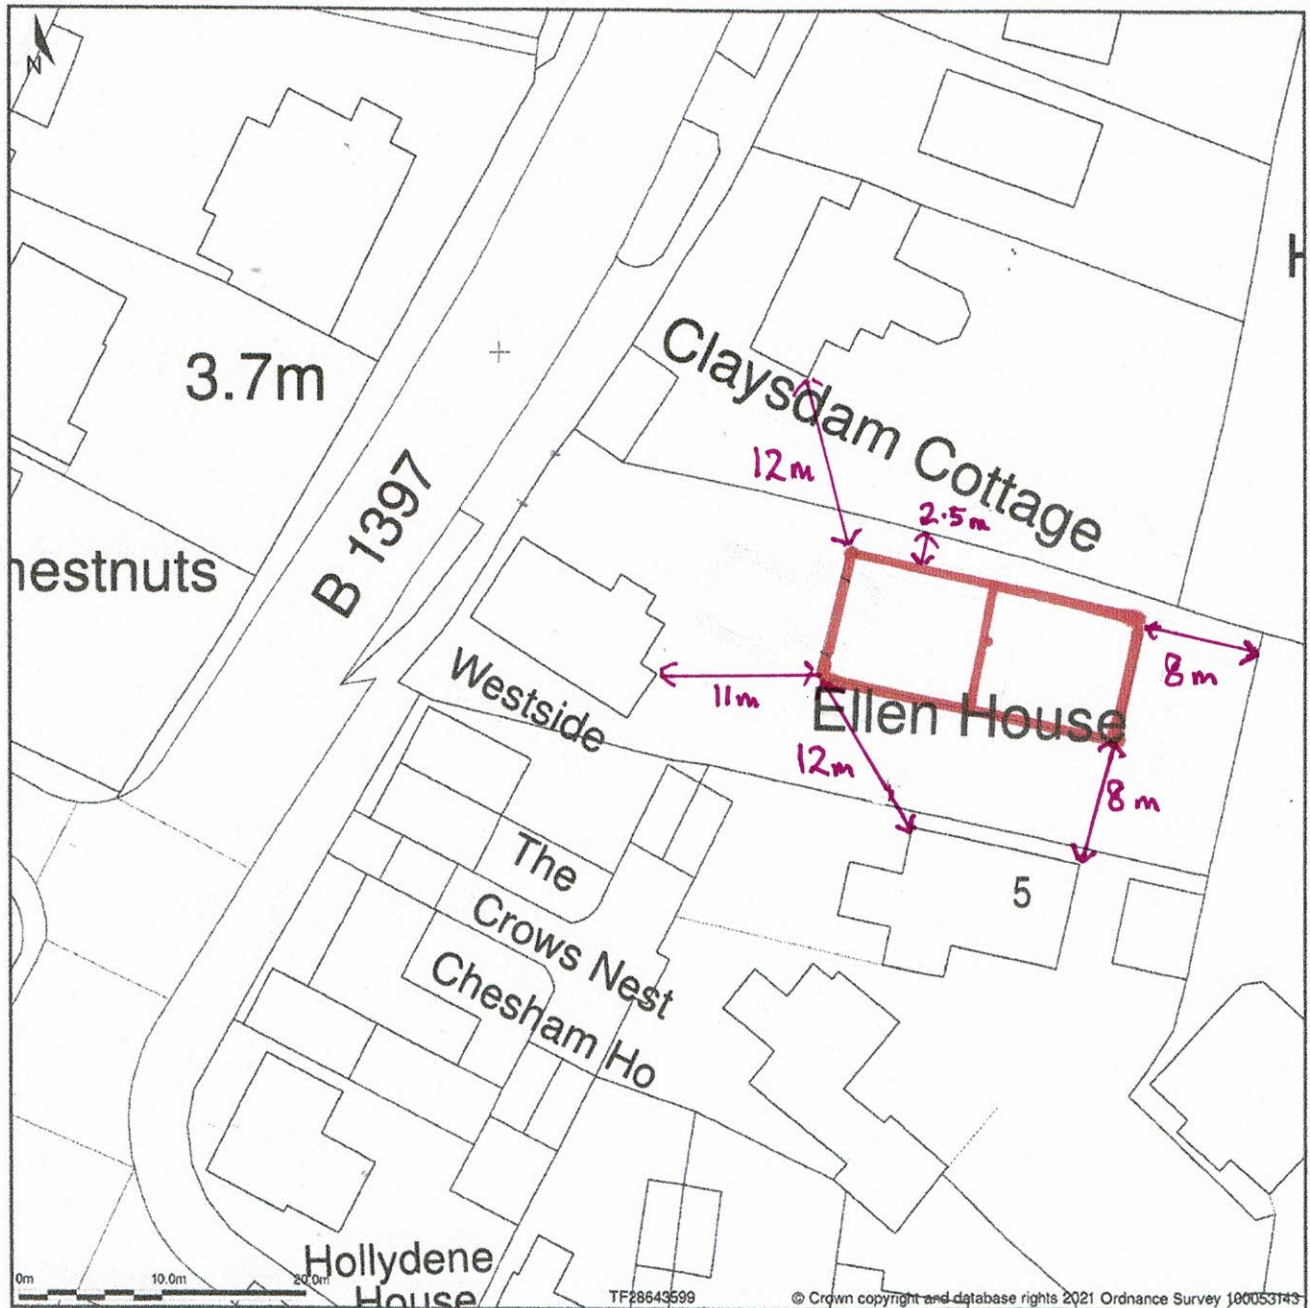 N
H
Claysdam Cottage
3.7m
12m
2.5m
B 1397
nestnuts
8m
Westside
11m
Ellen House
12m
8m
The
5
Crows Nest
Chesham Ho
Hollydene
House
0m 10.0m 20.0m
TF28643599
© Crown copyright and database rights 2021 Ordnance Survey 100053143